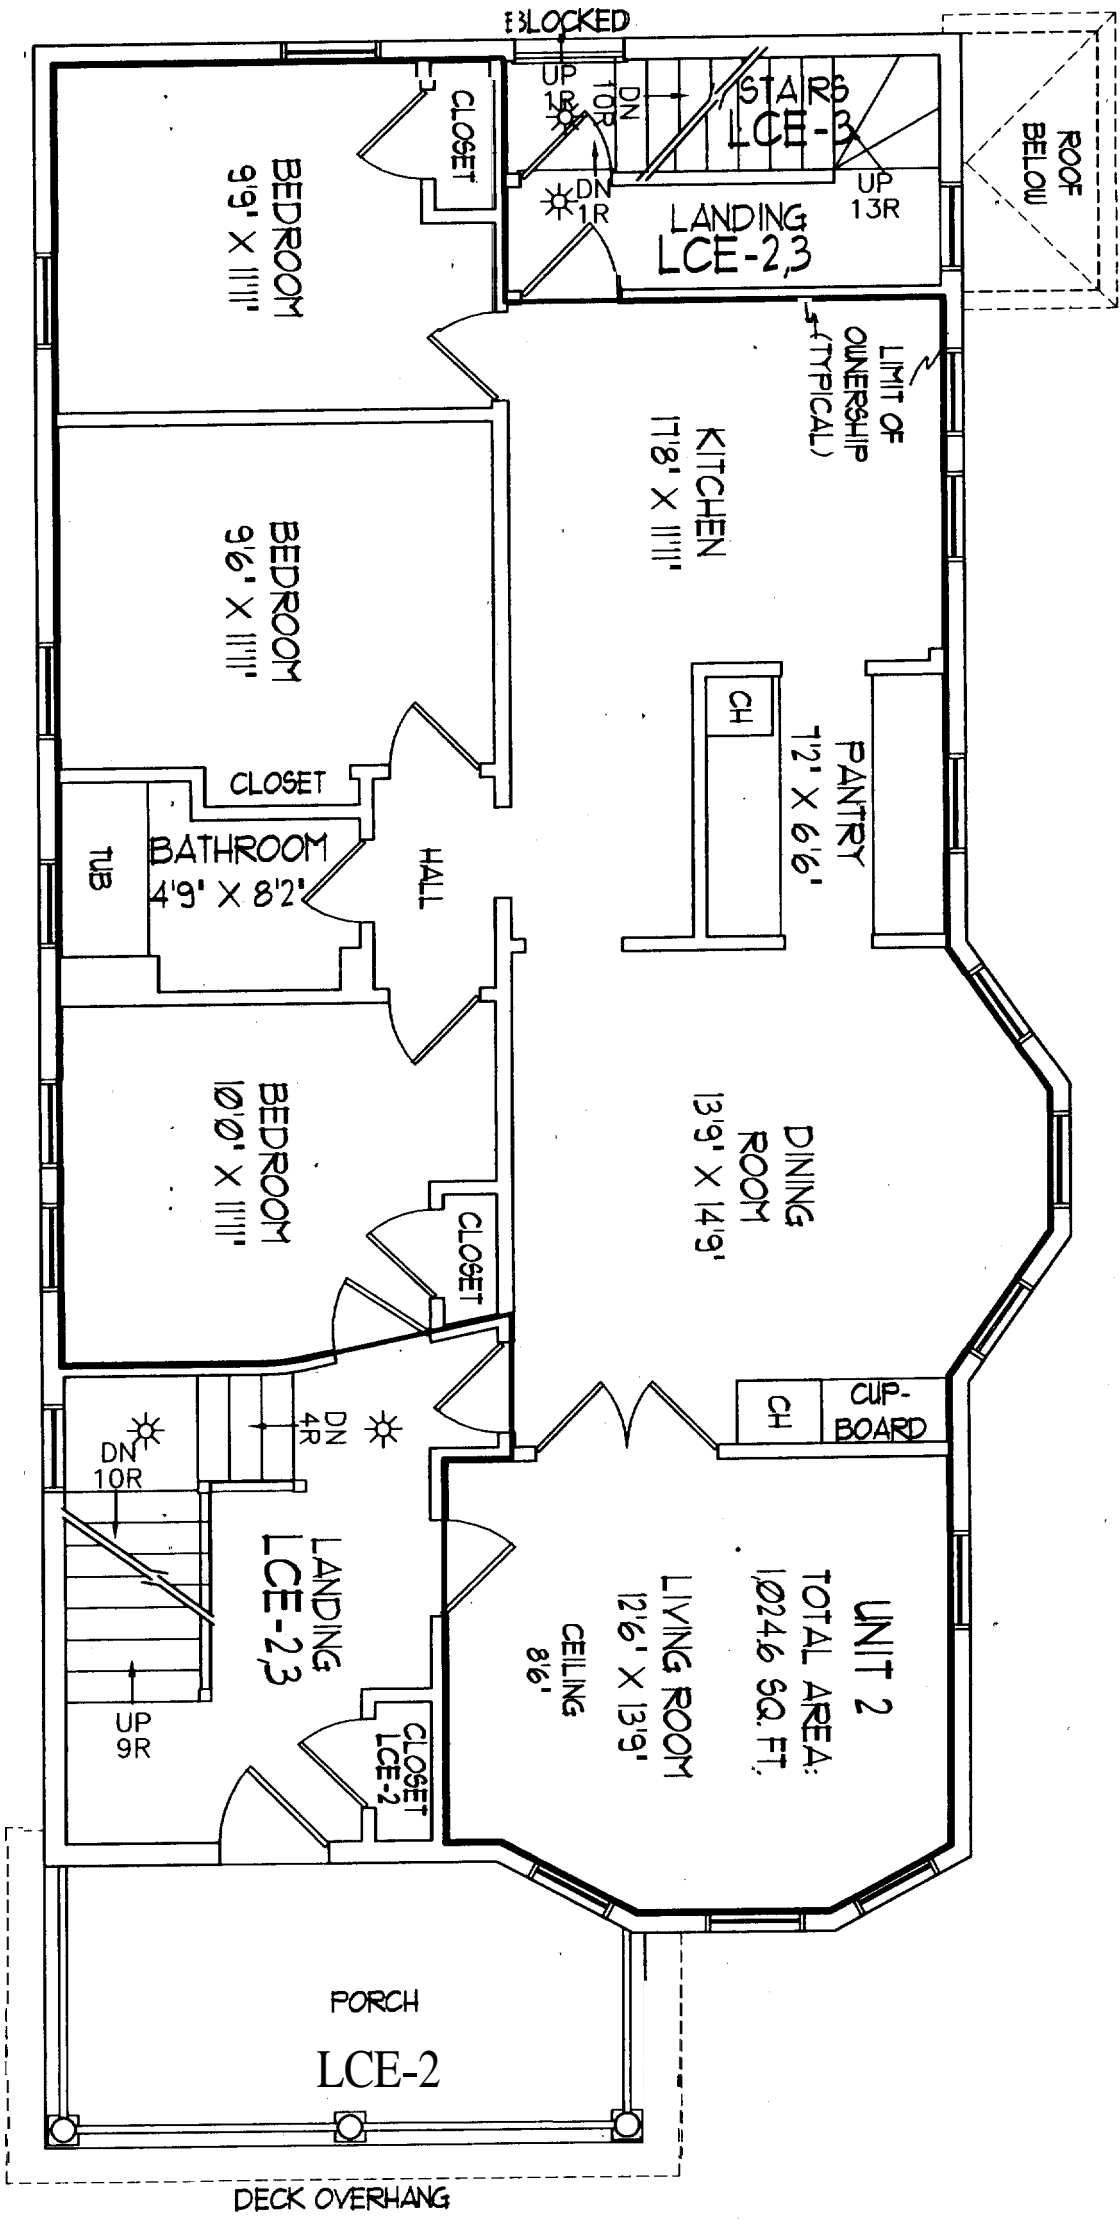 BLOCKED
UP
1R
DN
10R
STAIRS
LCE-3
DN
1R
UP
13R
LANDING
LCE-2,3
ROOF
BELOW
CLOSET
BEDROOM
9'9" X 11'11"
LIMIT OF
OWNERSHIP
(TYPICAL)
KITCHEN
17'8" X 11'11"
BEDROOM
9'6" X 11'11"
CH
PANTRY
7'2" X 6'6"
CLOSET
BATHROOM
4'9" X 8'2"
TUB
HALL
DINING
ROOM
13'9" X 14'9"
BEDROOM
10'0" X 11'11"
CLOSET
CH
CUP-
BOARD
DN
4R
DN
10R
LANDING
LCE-2,3
UP
9R
CLOSET
LCE-2
UNIT 2
TOTAL AREA:
1,024.6 SQ. FT.
LIVING ROOM
12'6" X 13'9"
CEILING
8'6"
PORCH
LCE-2
DECK OVERHANG